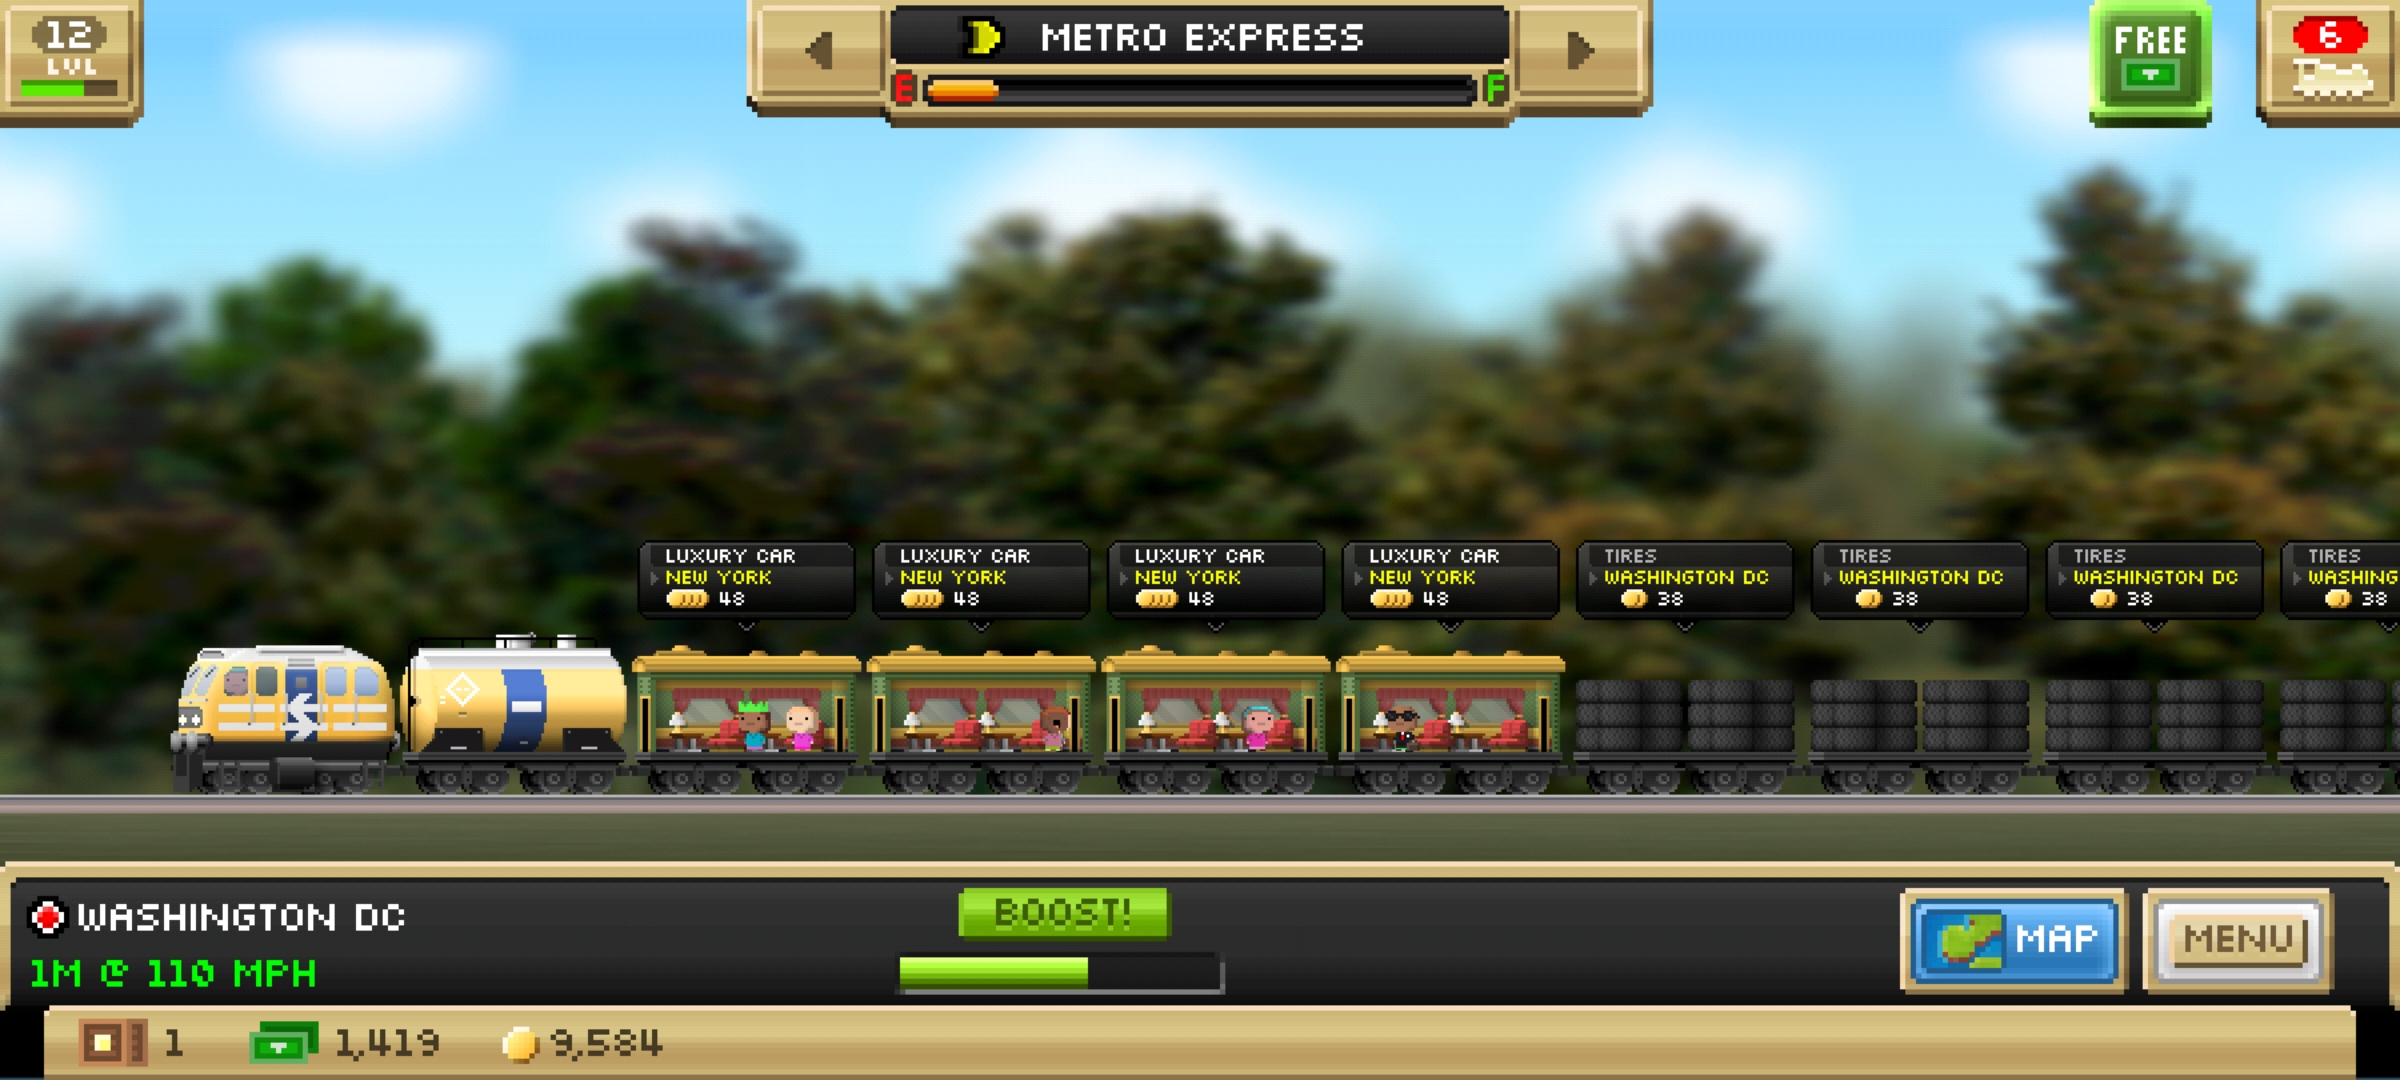 12
LVL
METRO EXPRESS
E
F
FREE
6
LUXURY CAR
NEW YORK
48
LUXURY CAR
NEW YORK
48
LUXURY CAR
NEW YORK
48
LUXURY CAR
NEW YORK
48
TIRES
WASHINGTON DC
38
TIRES
WASHINGTON DC
38
TIRES
WASHINGTON DC
38
TIRES
WASHING
38
WASHINGTON DC
1M @ 110 MPH
BOOST!
MAP
MENU
1
1,419
9,584